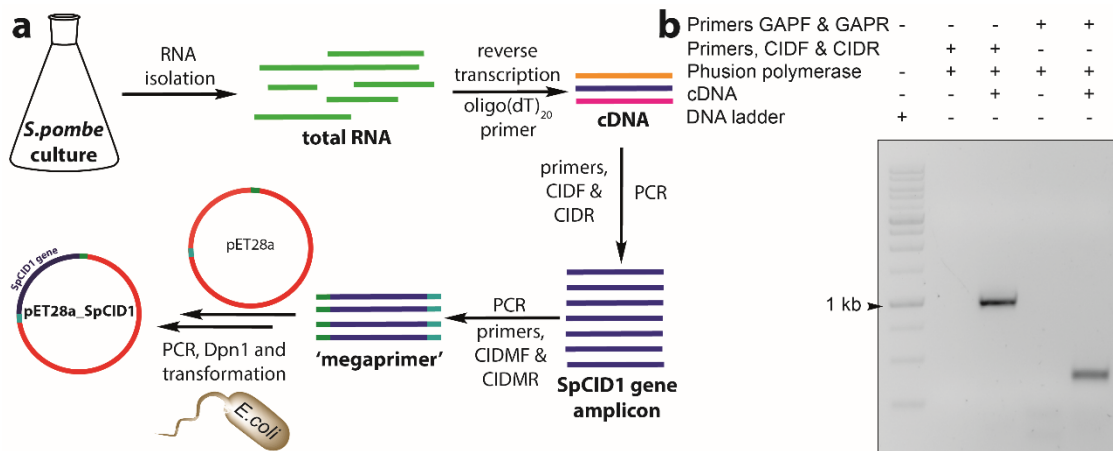 a
RNA
isolation
reverse
transcription
oligo(dT)20
primer
S.pombe
culture
total RNA
cDNA
primers,
CIDF &
CIDR
PCR
SpCID1 gene
pET28a_SpCID1
pET28a
PCR, Dpn1 and
transformation
E.coli
'megaprimer'
PCR
primers,
CIDMF &
CIDMR
SpCID1 gene
amplicon
b
Primers GAPF & GAPR - - - + +
Primers, CIDF & CIDR + + - -
Phusion polymerase - + + + +
cDNA - - + - +
DNA ladder + - - - -
1 kb